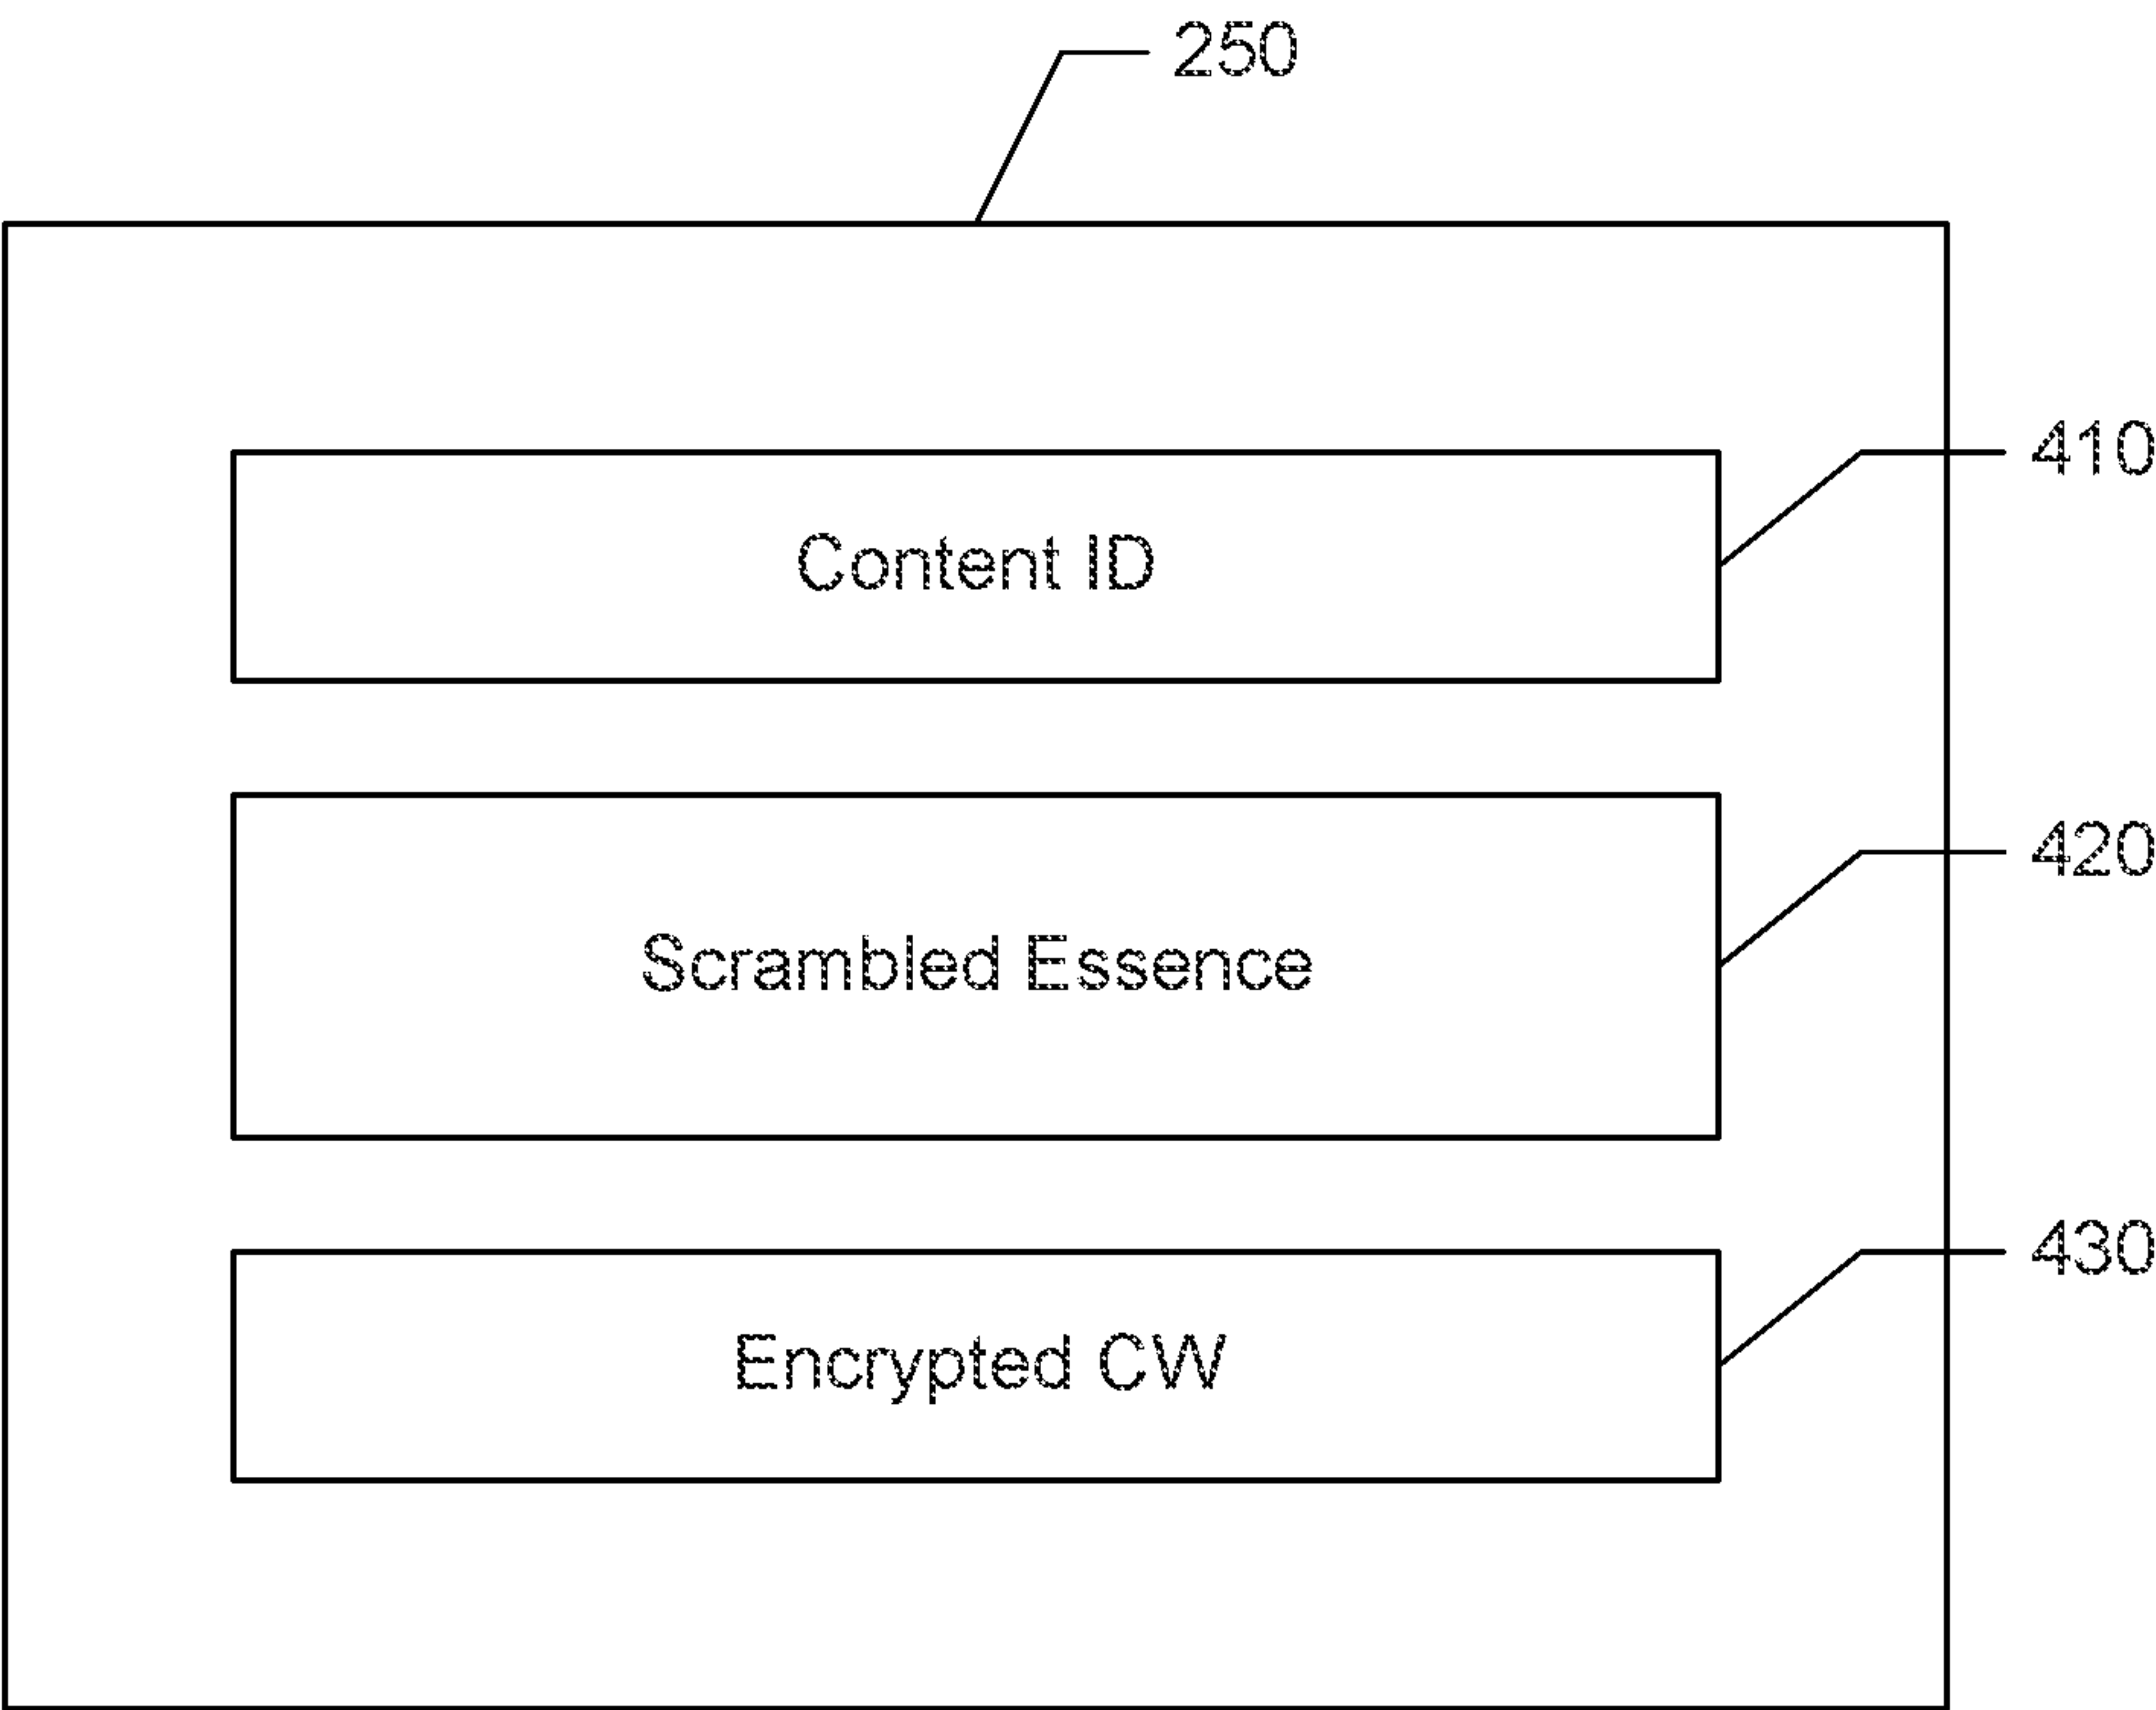 250
410
Content ID
420
Scrambled Essence
430
Encrypted CW